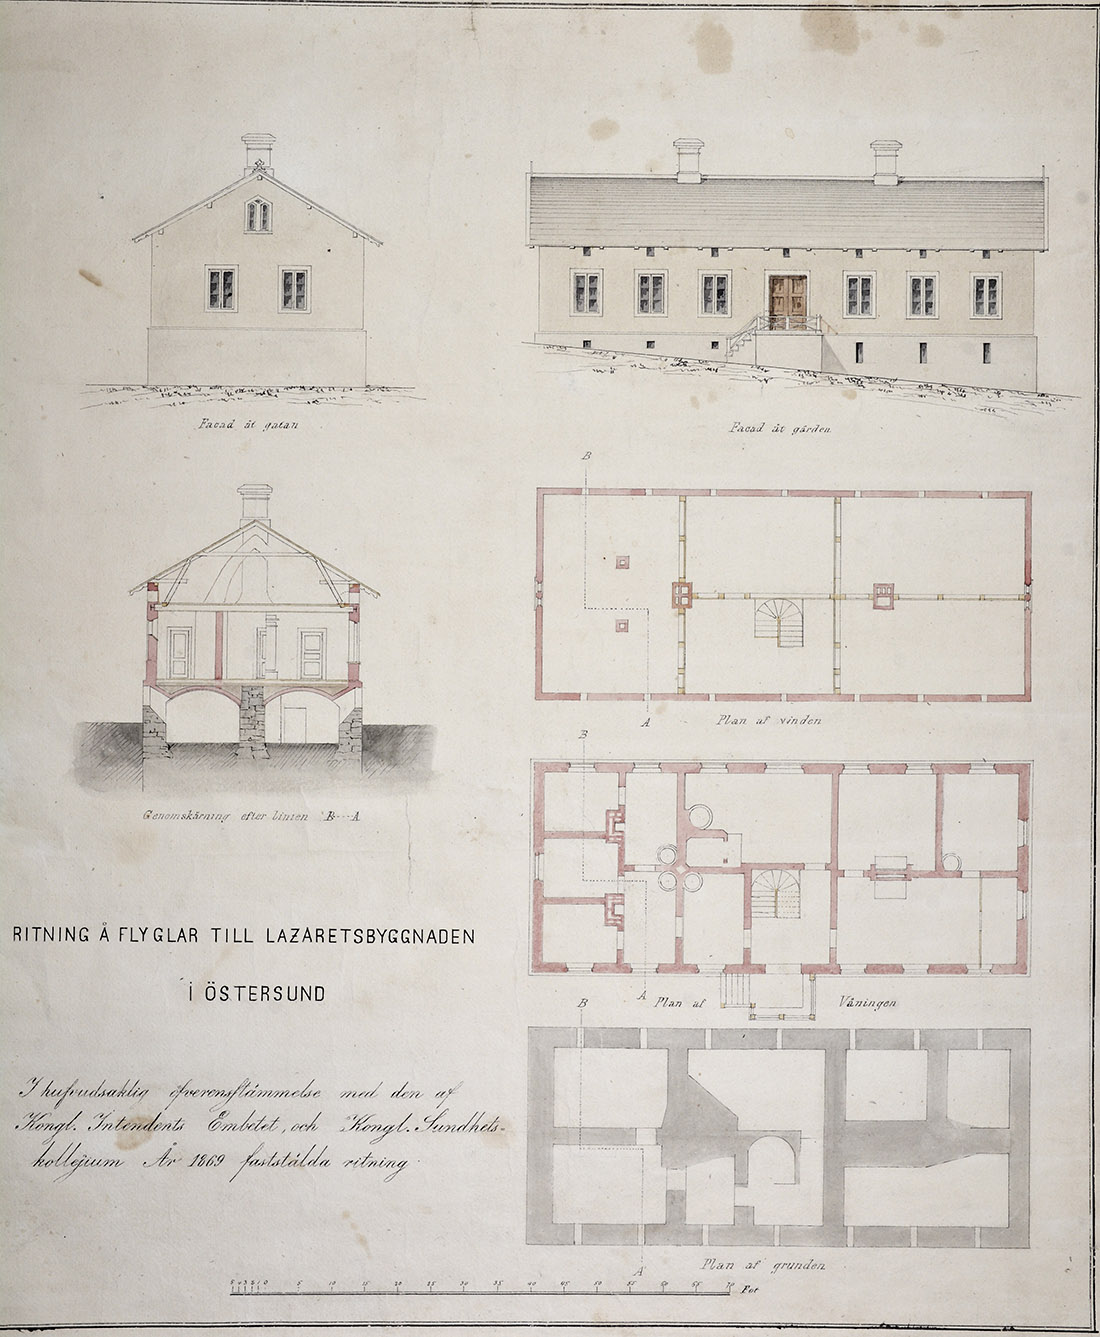 Facad åt gatan
Facad åt gården
B
A
Plan af vinden
Genomskärning efter linien B----A
B
A
Plan af Våningen
RITNING Å FLYGLAR TILL LAZARETSBYGGNADEN
I ÖSTERSUND
I hufvudsaklig öfverensstämmelse med den af
Kongl. Intendents Embetet, och Kongl. Sundhets-
kollegium År 1869 faststälda ritning
B
A
Plan af grunden
5 4 3 2 1 0 5 10 15 20 25 30 35 40 45 50 55 60 65 70 Fot